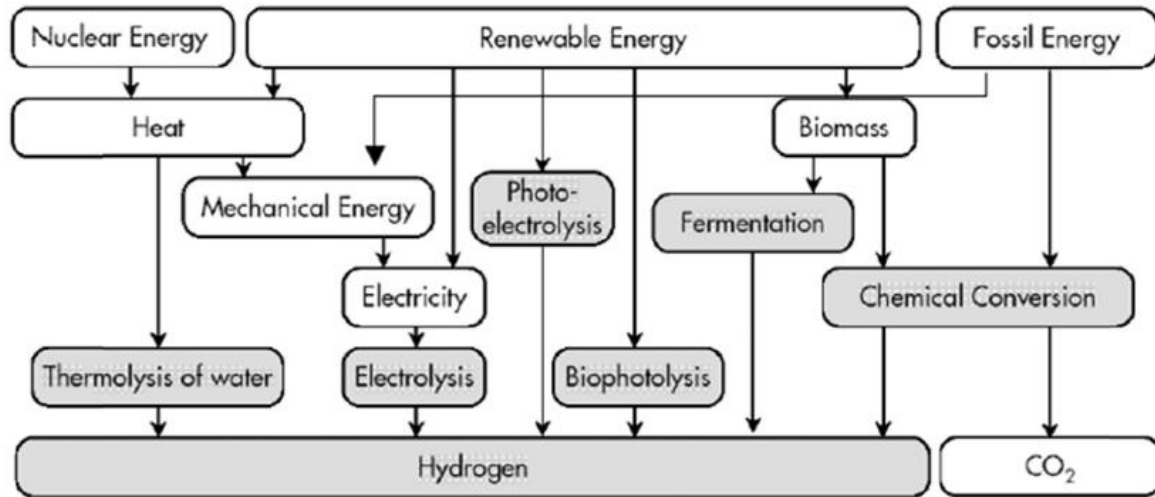 Nuclear Energy
Renewable Energy
Fossil Energy
Heat
Biomass
Mechanical Energy
Photo-
electrolysis
Fermentation
Electricity
Chemical Conversion
Thermolysis of water
Electrolysis
Biophotolysis
Hydrogen
CO₂